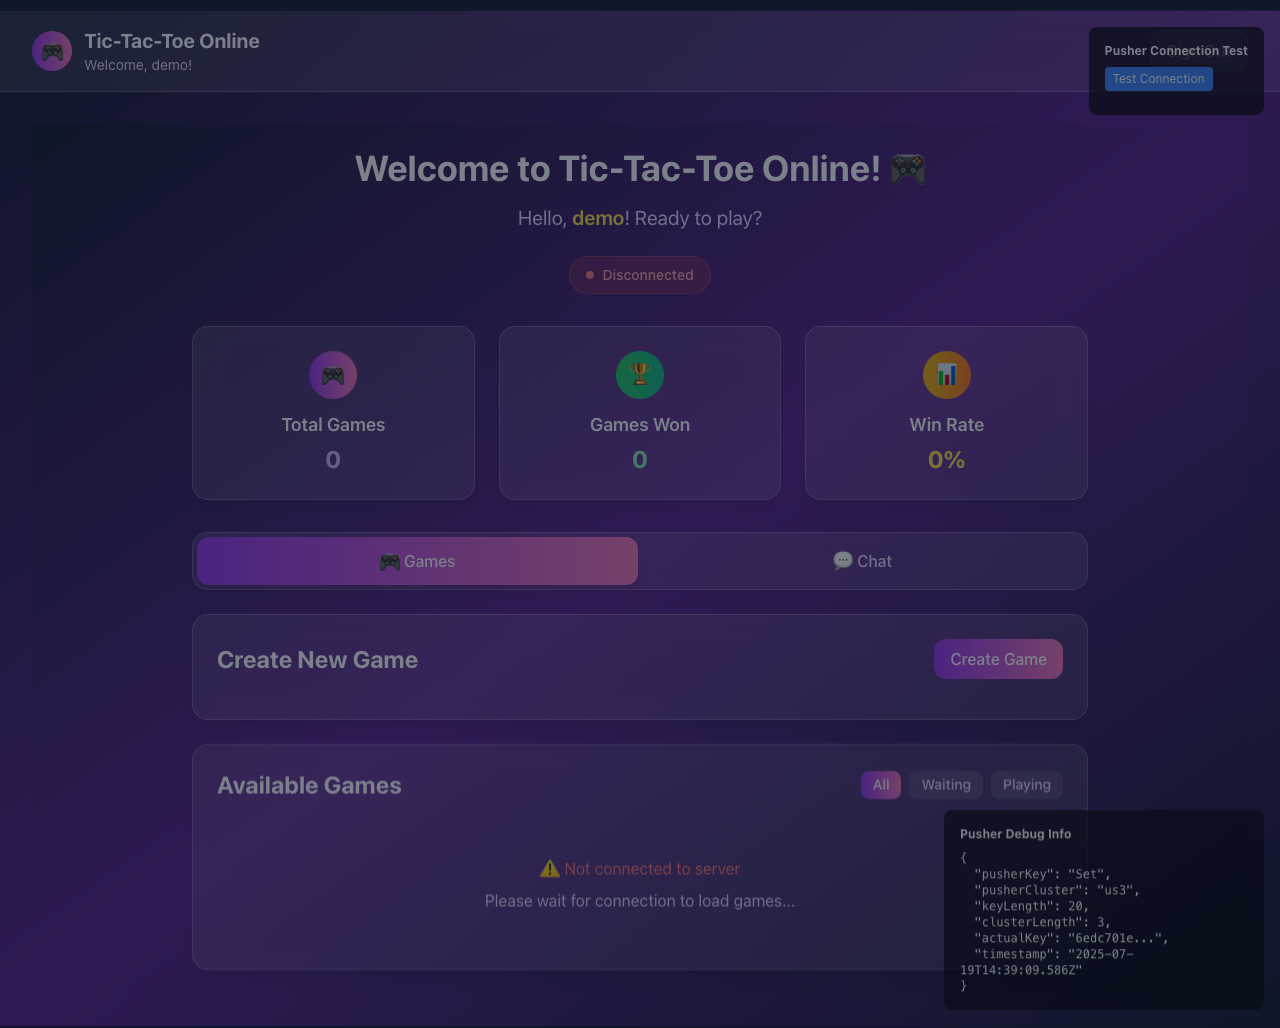 Tic-Tac-Toe Online
Welcome, demo!
Pusher Connection Test
Test Connection
Welcome to Tic-Tac-Toe Online! 🎮
Hello, demo! Ready to play?
Disconnected
Total Games
0
Games Won
0
Win Rate
0%
🎮 Games
💬 Chat
Create New Game
Create Game
Available Games
All
Waiting
Playing
⚠️ Not connected to server
Please wait for connection to load games...
Pusher Debug Info
{
"pusherKey": "Set",
"pusherCluster": "us3",
"keyLength": 20,
"clusterLength": 3,
"actualKey": "6edc701e...",
"timestamp": "2025-07-
19T14:39:09.586Z"
}